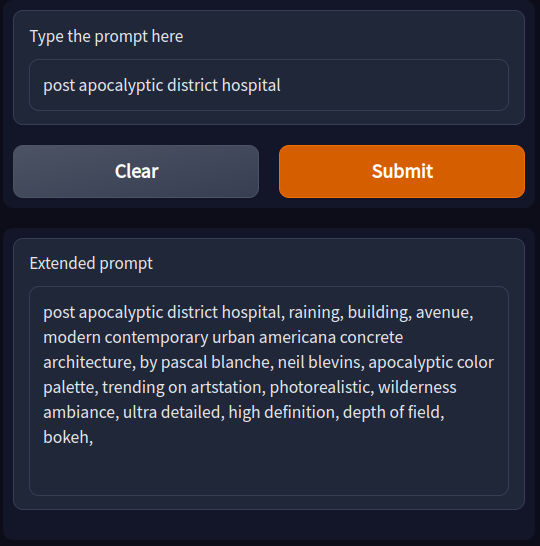 Type the prompt here
post apocalyptic district hospital
Clear
Submit
Extended prompt
post apocalyptic district hospital, raining, building, avenue,
modern contemporary urban americana concrete
architecture, by pascal blanche, neil blevins, apocalyptic color
palette, trending on artstation, photorealistic, wilderness
ambiance, ultra detailed, high definition, depth of field,
bokeh,